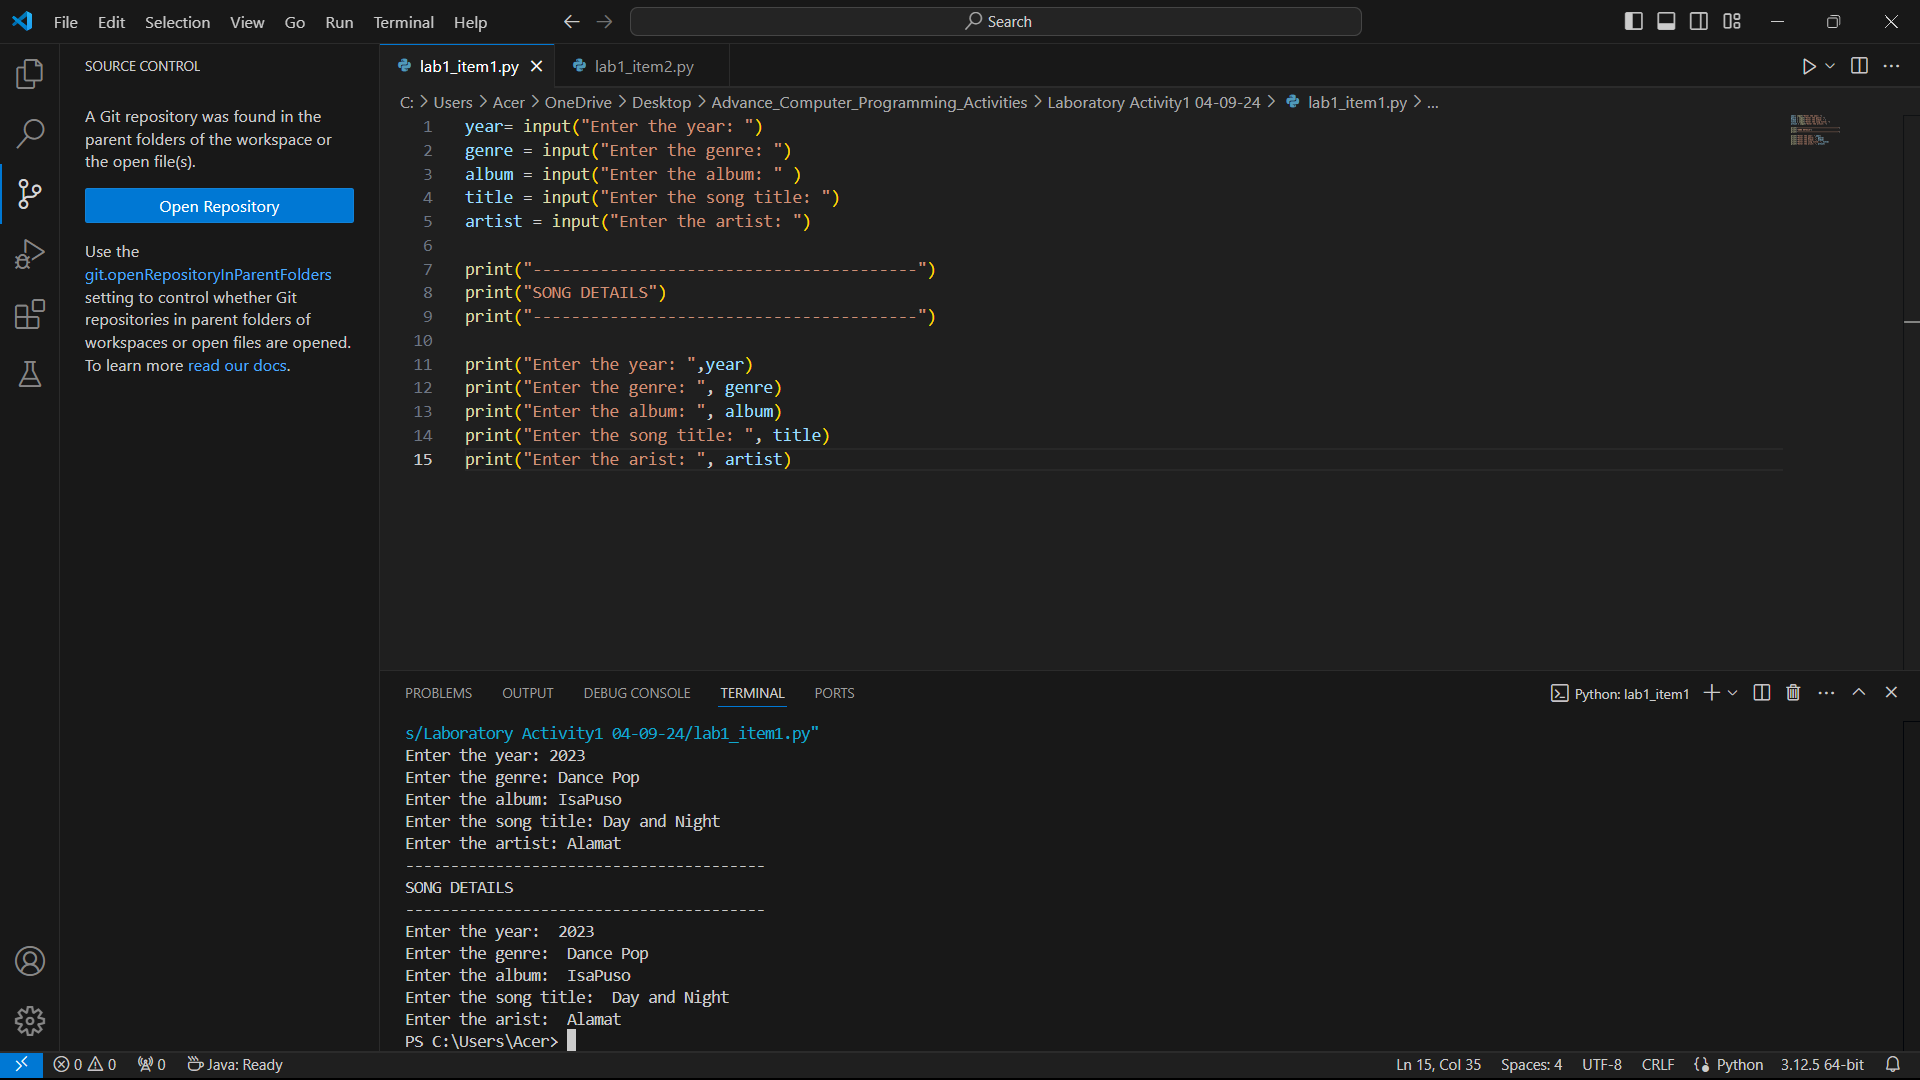 File Edit Selection View Go Run Terminal Help Search
SOURCE CONTROL
A Git repository was found in the
parent folders of the workspace or
the open file(s).
Open Repository
Use the
git.openRepositoryInParentFolders
setting to control whether Git
repositories in parent folders of
workspaces or open files are opened.
To learn more read our docs.
lab1_item1.py lab1_item2.py
C: > Users > Acer > OneDrive > Desktop > Advance_Computer_Programming_Activities > Laboratory Activity1 04-09-24 > lab1_item1.py > ...
1 year= input("Enter the year: ")
2 genre = input("Enter the genre: ")
3 album = input("Enter the album: " )
4 title = input("Enter the song title: ")
5 artist = input("Enter the artist: ")
6
7 print("----------------------------------------")
8 print("SONG DETAILS")
9 print("----------------------------------------")
10
11 print("Enter the year: ",year)
12 print("Enter the genre: ", genre)
13 print("Enter the album: ", album)
14 print("Enter the song title: ", title)
15 print("Enter the arist: ", artist)
PROBLEMS OUTPUT DEBUG CONSOLE TERMINAL PORTS Python: lab1_item1
s/Laboratory Activity1 04-09-24/lab1_item1.py"
Enter the year: 2023
Enter the genre: Dance Pop
Enter the album: IsaPuso
Enter the song title: Day and Night
Enter the artist: Alamat
----------------------------------------
SONG DETAILS
----------------------------------------
Enter the year:  2023
Enter the genre:  Dance Pop
Enter the album:  IsaPuso
Enter the song title:  Day and Night
Enter the arist:  Alamat
PS C:\Users\Acer>
0 0 0 Java: Ready Ln 15, Col 35 Spaces: 4 UTF-8 CRLF Python 3.12.5 64-bit